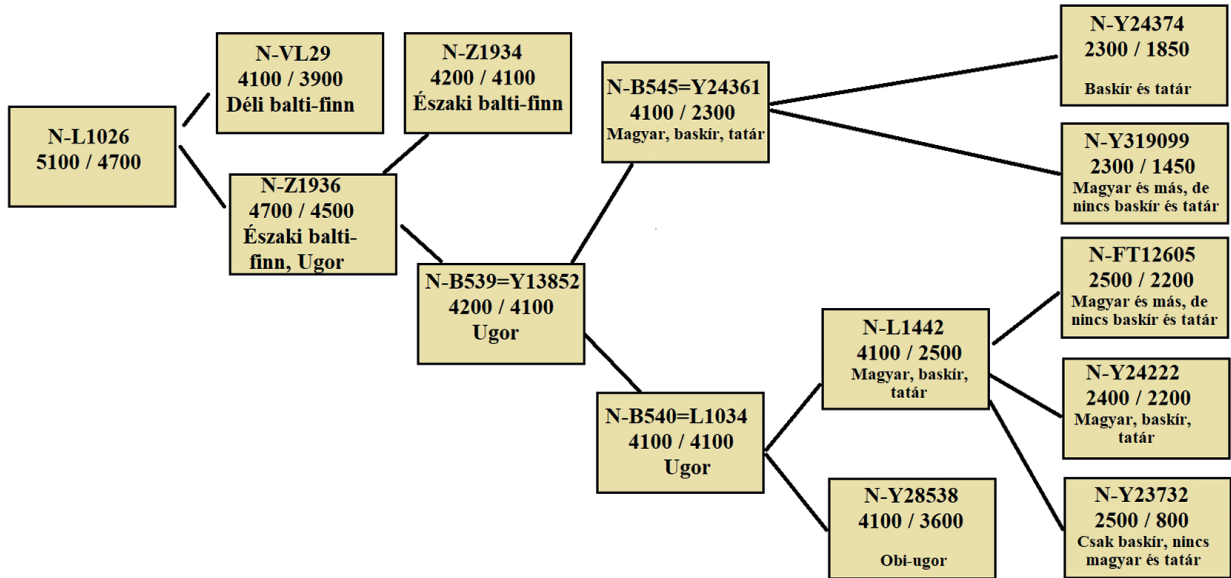 N-L1026
5100 / 4700
N-VL29
4100 / 3900
Déli balti-finn
N-Z1936
4700 / 4500
Északi balti-
finn, Ugor
N-Z1934
4200 / 4100
Északi balti-finn
N-B539=Y13852
4200 / 4100
Ugor
N-B545=Y24361
4100 / 2300
Magyar, baskír, tatár
N-B540=L1034
4100 / 4100
Ugor
N-L1442
4100 / 2500
Magyar, baskír,
tatár
N-Y28538
4100 / 3600
Obi-ugor
N-Y24374
2300 / 1850
Baskír és tatár
N-Y319099
2300 / 1450
Magyar és más, de
nincs baskír és tatár
N-FT12605
2500 / 2200
Magyar és más, de
nincs baskír és tatár
N-Y24222
2400 / 2200
Magyar, baskír,
tatár
N-Y23732
2500 / 800
Csak baskír, nincs
magyar és tatár